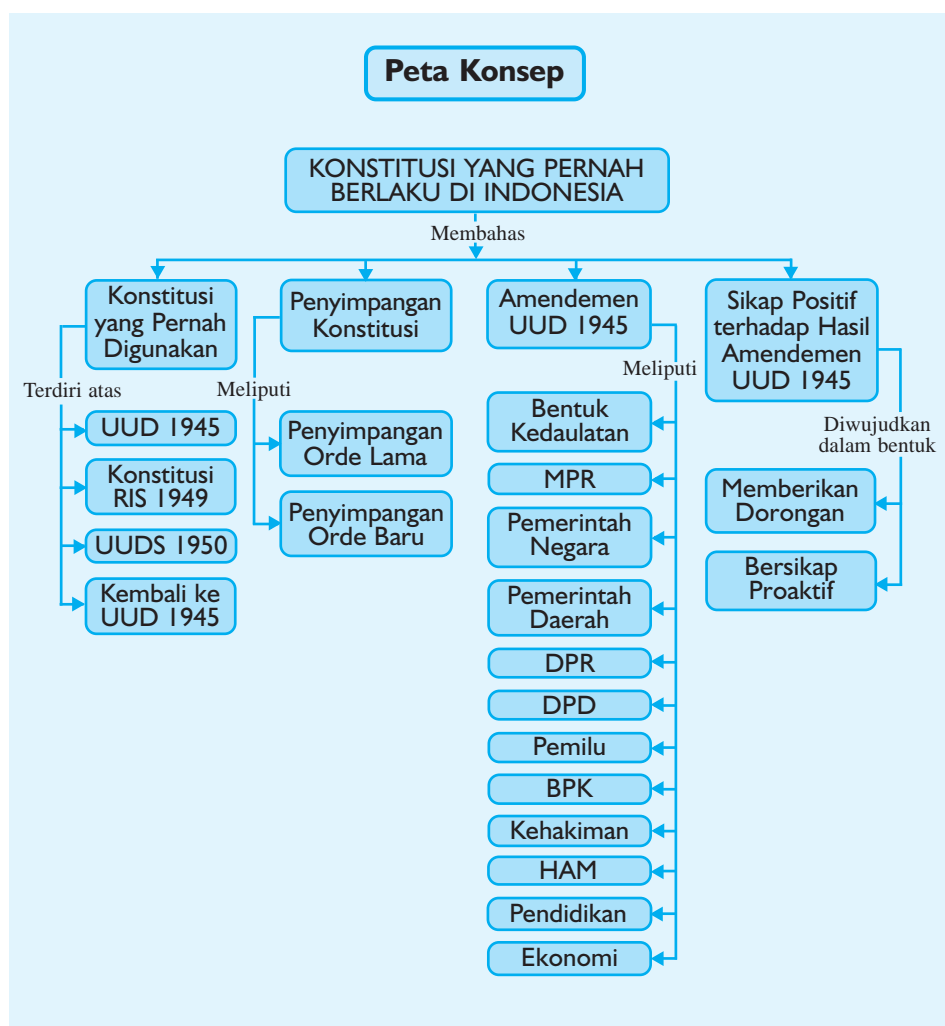 Peta Konsep
KONSTITUSI YANG PERNAH
BERLAKU DI INDONESIA
Membahas
Konstitusi
yang Pernah
Digunakan
Terdiri atas
UUD 1945
Konstitusi
RIS 1949
UUDS 1950
Kembali ke
UUD 1945
Penyimpangan
Konstitusi
Meliputi
Penyimpangan
Orde Lama
Penyimpangan
Orde Baru
Amendemen
UUD 1945
Meliputi
Bentuk
Kedaulatan
MPR
Pemerintah
Negara
Pemerintah
Daerah
DPR
DPD
Pemilu
BPK
Kehakiman
HAM
Pendidikan
Ekonomi
Sikap Positif
terhadap Hasil
Amendemen
UUD 1945
Diwujudkan
dalam bentuk
Memberikan
Dorongan
Bersikap
Proaktif